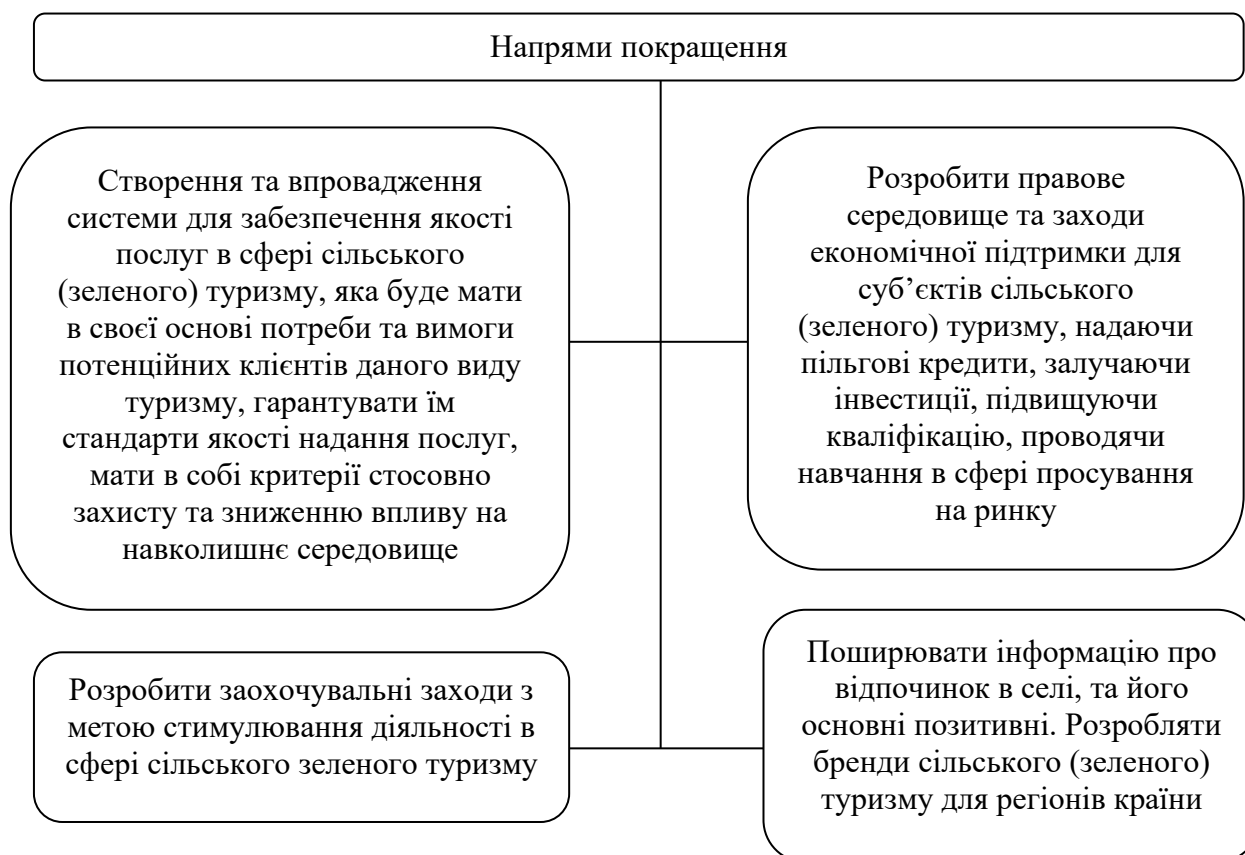 Напрями покращення
Створення та впровадження
системи для забезпечення якості
послуг в сфері сільського
(зеленого) туризму, яка буде мати
в своєї основі потреби та вимоги
потенційних клієнтів даного виду
туризму, гарантувати їм
стандарти якості надання послуг,
мати в собі критерії стосовно
захисту та зниженню впливу на
навколишнє середовище
Розробити правове
середовище та заходи
економічної підтримки для
суб’єктів сільського
(зеленого) туризму, надаючи
пільгові кредити, залучаючи
інвестиції, підвищуючи
кваліфікацію, проводячи
навчання в сфері просування
на ринку
Розробити заохочувальні заходи з
метою стимулювання діяльності в
сфері сільського зеленого туризму
Поширювати інформацію про
відпочинок в селі, та його
основні позитивні. Розробляти
бренди сільського (зеленого)
туризму для регіонів країни